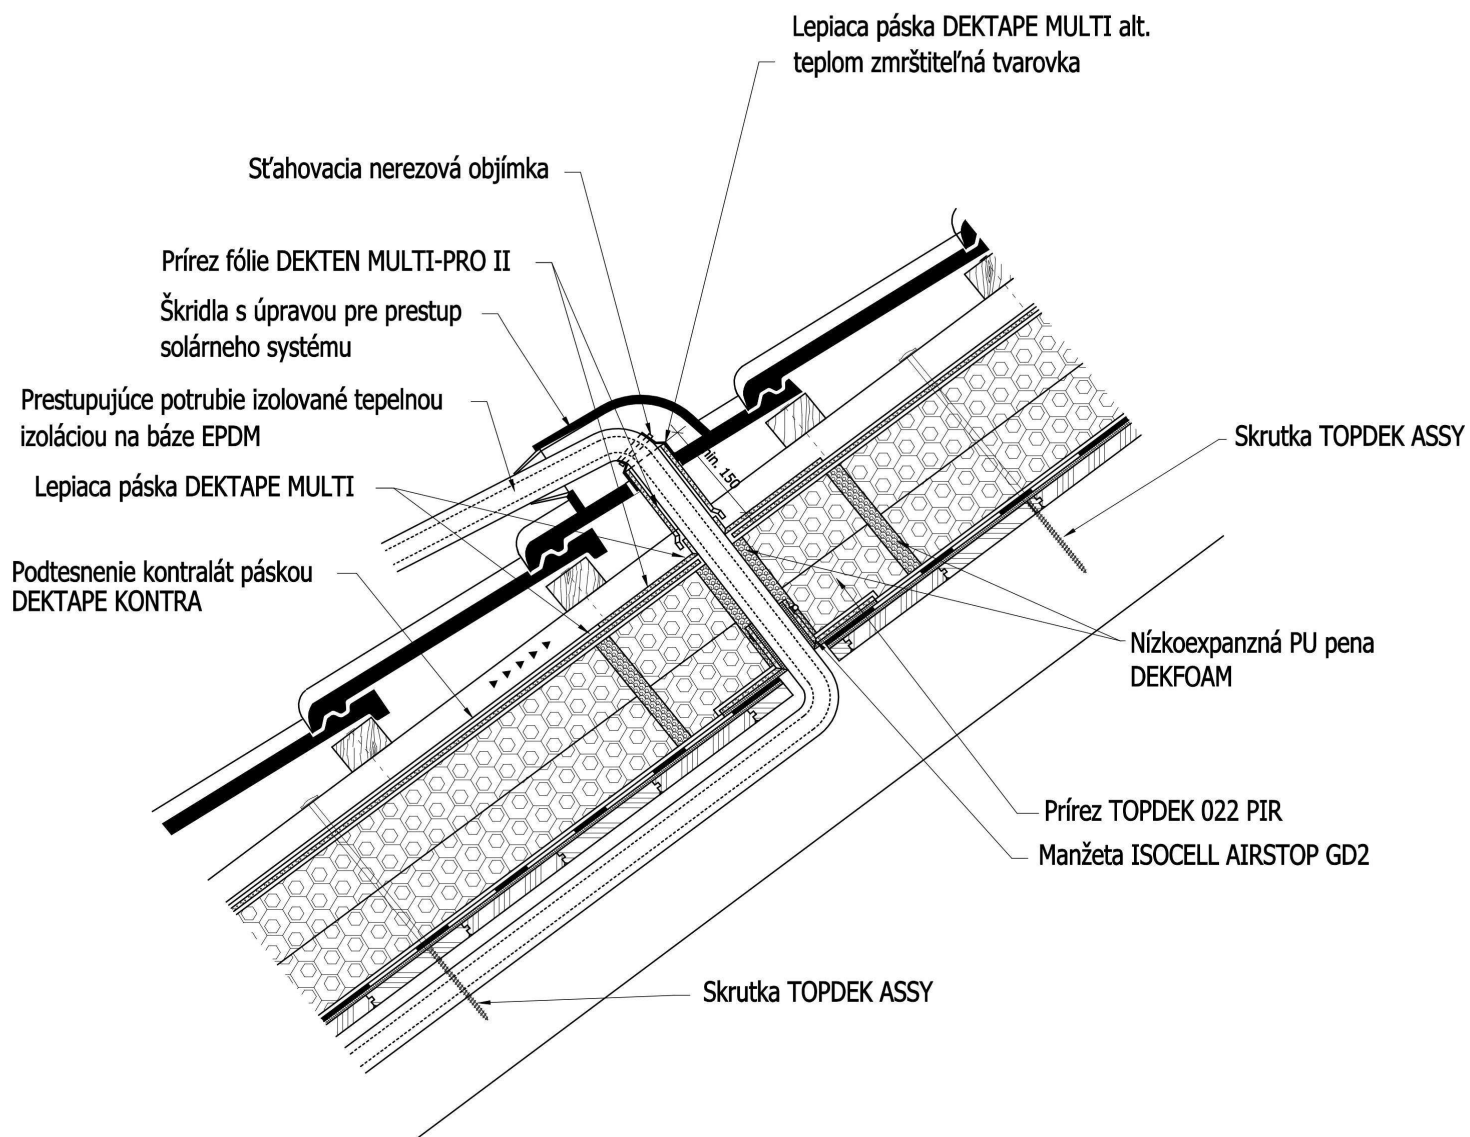 Lepiaca páska DEKTAPE MULTI alt.
teplom zmrštiteľná tvarovka
Sťahovacia nerezová objímka
Prírez fólie DEKTEN MULTI-PRO II
Škridla s úpravou pre prestup
solárneho systému
Prestupujúce potrubie izolované tepelnou
izoláciou na báze EPDM
Lepiaca páska DEKTAPE MULTI
Podtesnenie kontralát páskou
DEKTAPE KONTRA
min. 150
Skrutka TOPDEK ASSY
Nízkoexpanzná PU pena
DEKFOAM
Prírez TOPDEK 022 PIR
Manžeta ISOCELL AIRSTOP GD2
Skrutka TOPDEK ASSY